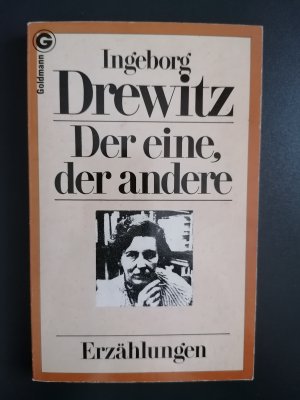 G
Goldmann
Ingeborg
Drewitz
Der eine,
der andere
Erzählungen